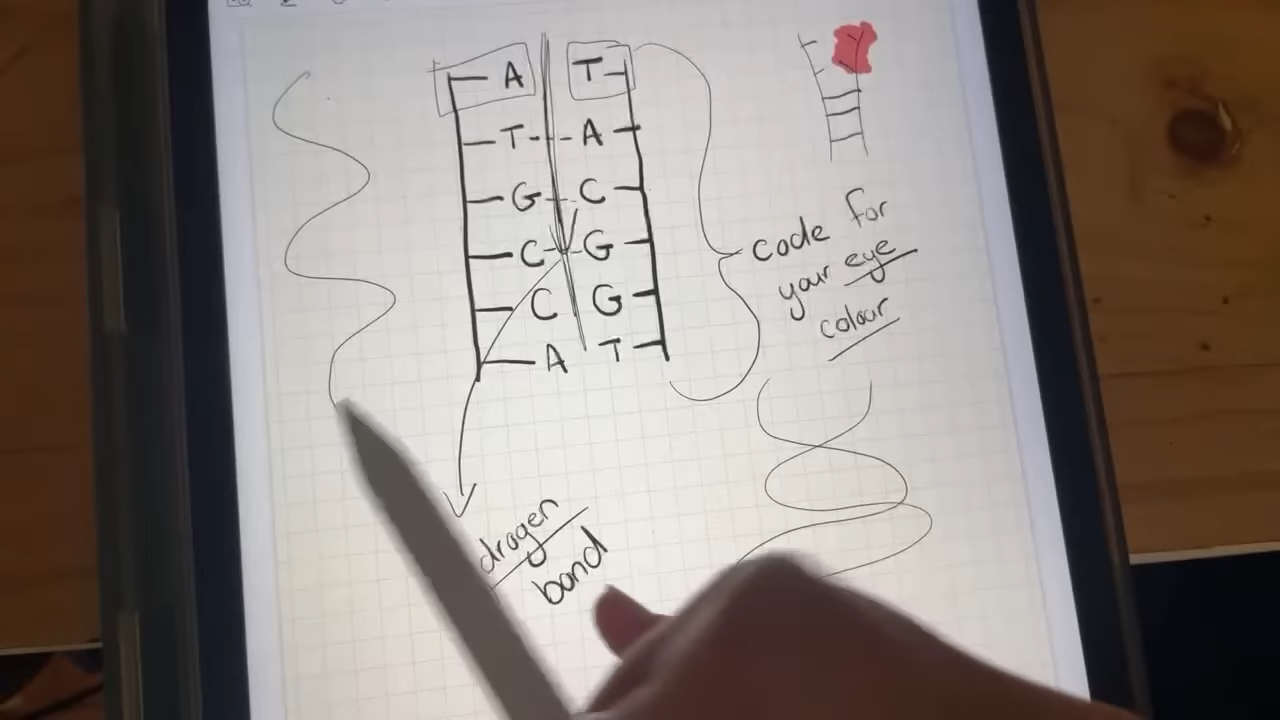 A T
T A
G C
C G
C G
A T
code for
your eye
colour
drogen
bond